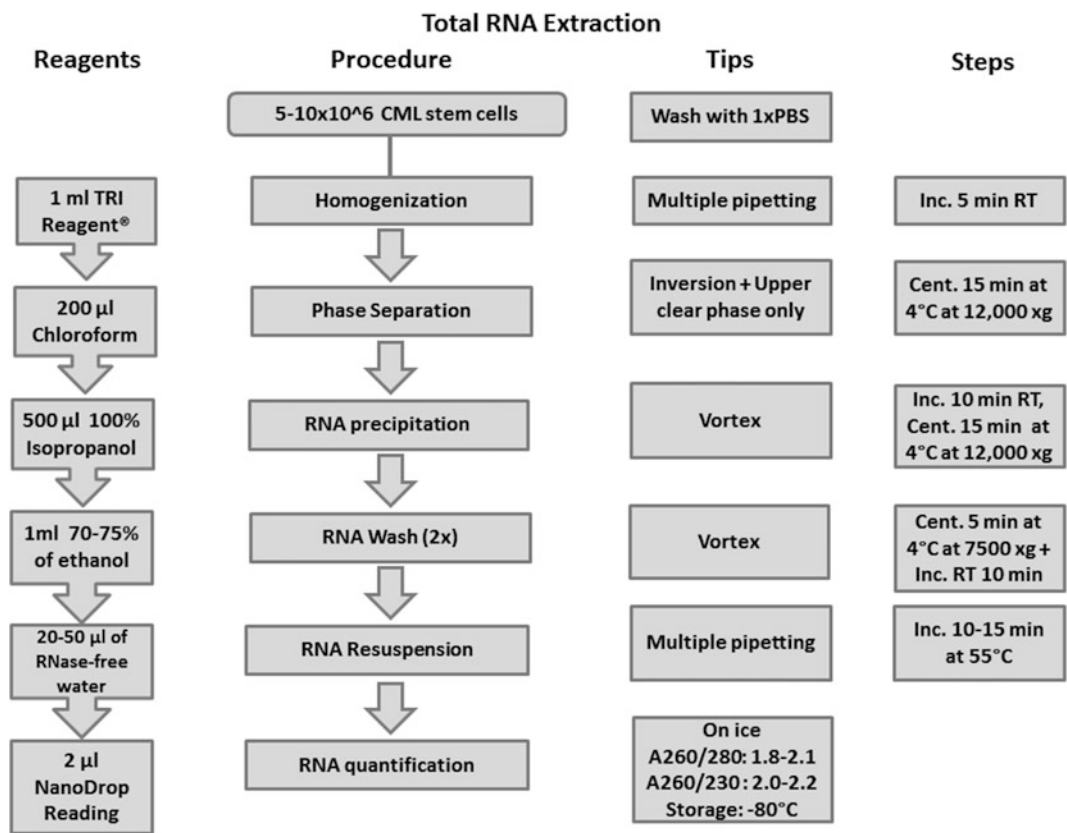 Total RNA Extraction
Reagents
Procedure
Tips
Steps
5-10x10^6 CML stem cells
Wash with 1xPBS
1 ml TRI
Reagent®
Homogenization
Multiple pipetting
Inc. 5 min RT
200 µl
Chloroform
Phase Separation
Inversion + Upper
clear phase only
Cent. 15 min at
4°C at 12,000 xg
500 µl 100%
Isopropanol
RNA precipitation
Vortex
Inc. 10 min RT,
Cent. 15 min at
4°C at 12,000 xg
1ml 70-75%
of ethanol
RNA Wash (2x)
Vortex
Cent. 5 min at
4°C at 7500 xg +
Inc. RT 10 min
20-50 µl of
RNase-free
water
RNA Resuspension
Multiple pipetting
Inc. 10-15 min
at 55°C
2 µl
NanoDrop
Reading
RNA quantification
On ice
A260/280: 1.8-2.1
A260/230: 2.0-2.2
Storage: -80°C